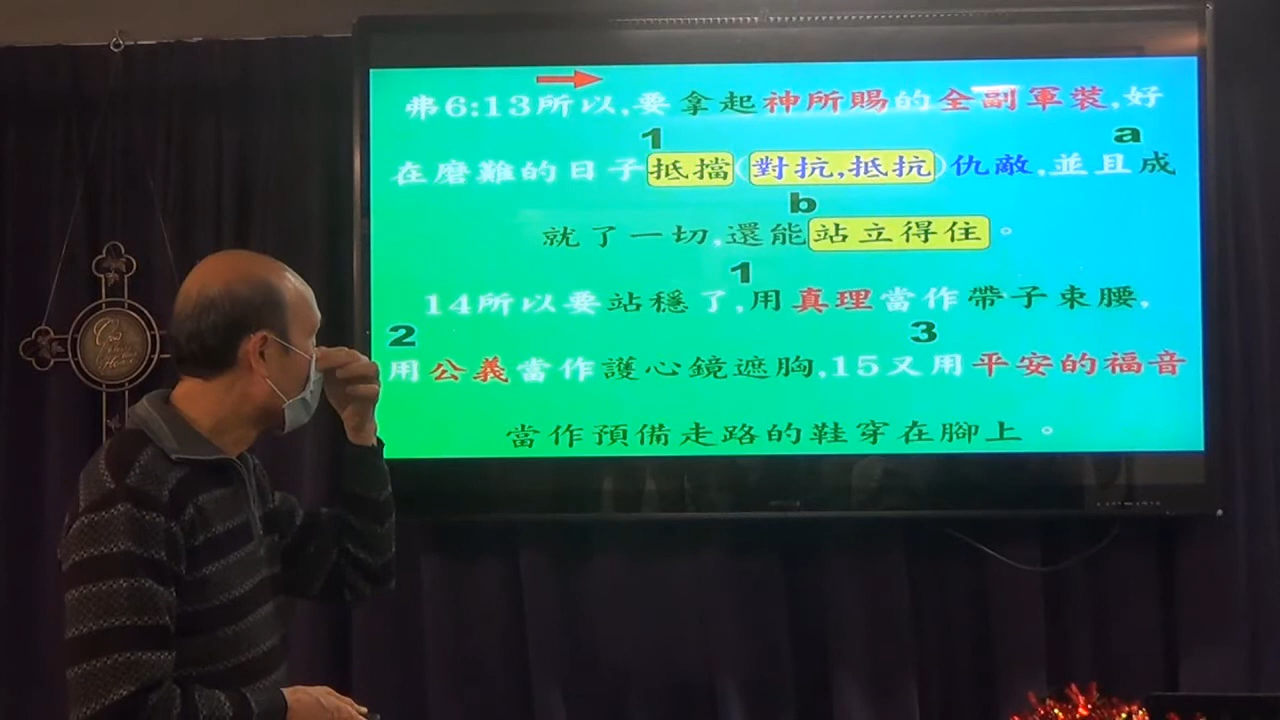 弗6:13所以,要拿起神所賜的全副軍裝,好
1 a
在磨難的日子抵擋(對抗,抵抗)仇敵,並且成
b
就了一切,還能站立得住。
1
14所以要站穩了,用真理當作帶子束腰,
2 3
用公義當作護心鏡遮胸,15又用平安的福音
當作預備走路的鞋穿在腳上。